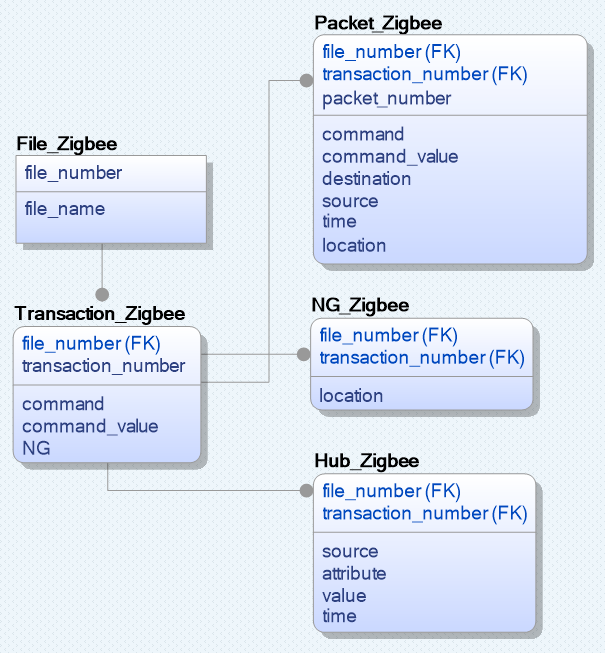 Packet_Zigbee
file_number (FK)
transaction_number (FK)
packet_number
command
command_value
destination
source
time
location
File_Zigbee
file_number
file_name
Transaction_Zigbee
file_number (FK)
transaction_number
command
command_value
NG
NG_Zigbee
file_number (FK)
transaction_number (FK)
location
Hub_Zigbee
file_number (FK)
transaction_number (FK)
source
attribute
value
time